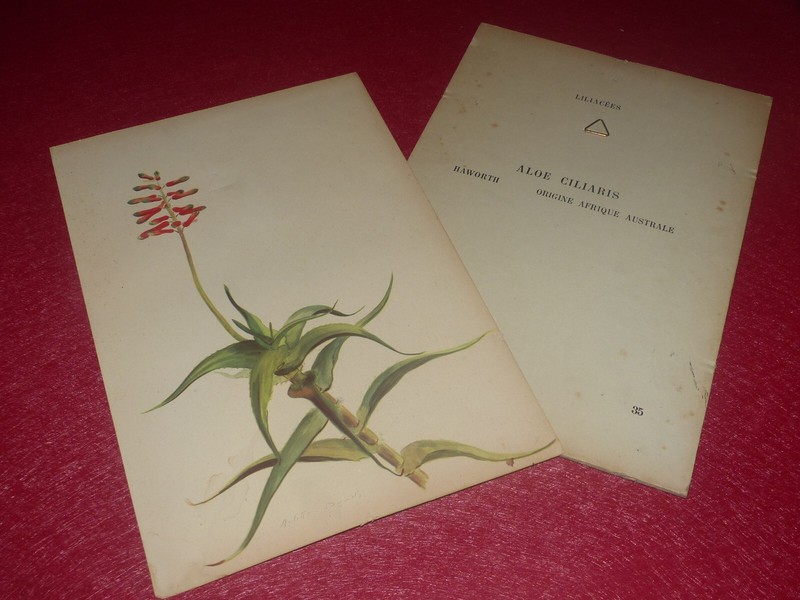 LILIACÉES
ALOE CILIARIS
HAWORTH ORIGINE AFRIQUE AUSTRALE
35